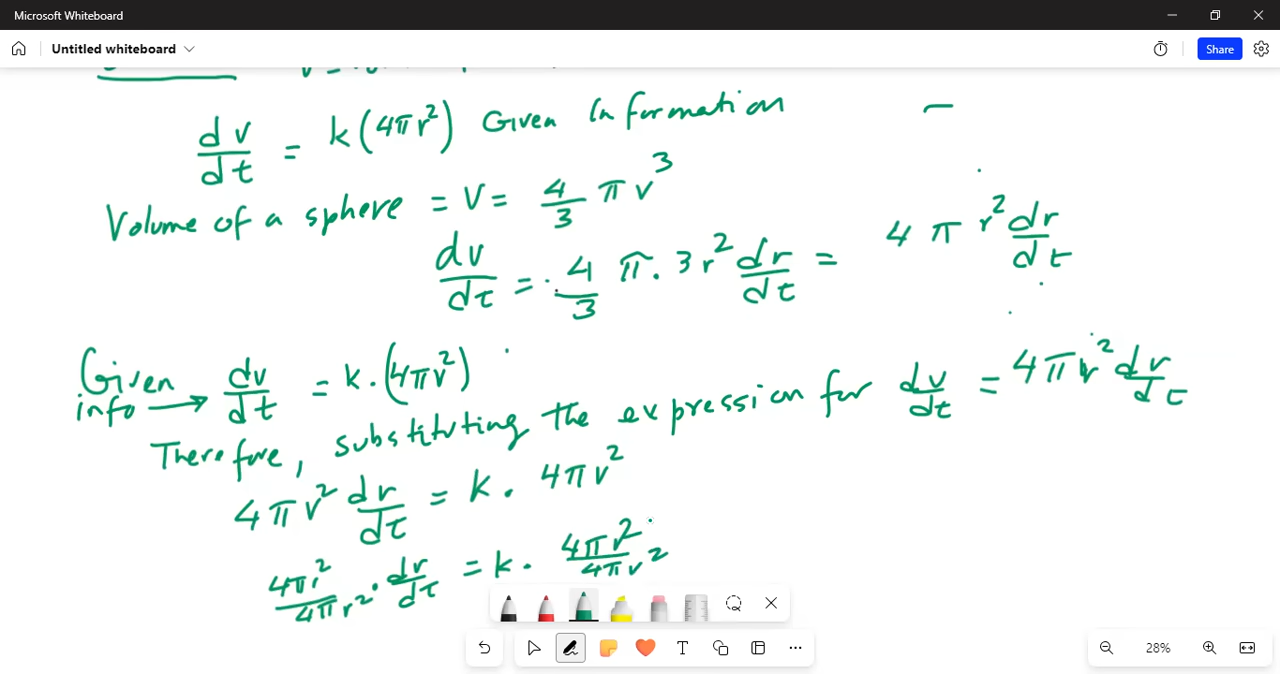 Microsoft Whiteboard
Untitled whiteboard
Share
dv/dt = k(4πr²) Given Information
Volume of a sphere = V = 4/3 πr³
dv/dt = 4/3 π. 3r² dr/dt = 4πr² dr/dt
Given info → dv/dt = k.(4πr²)
Therefore, substituting the expression for dv/dt = 4πr² dr/dt
4πr² dr/dt = k. 4πr²
4πr²/4πr² . dr/dt = k. 4πr²/4πr²
28%